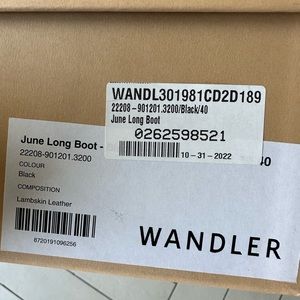 WANDL301981CD2D189
22208-901201.3200/Black/40
June Long Boot
0262598521
10-31-2022
June Long Boot -
22208-901201.3200
40
COLOUR
Black
COMPOSITION
Lambskin Leather
8720191096256
WANDLER